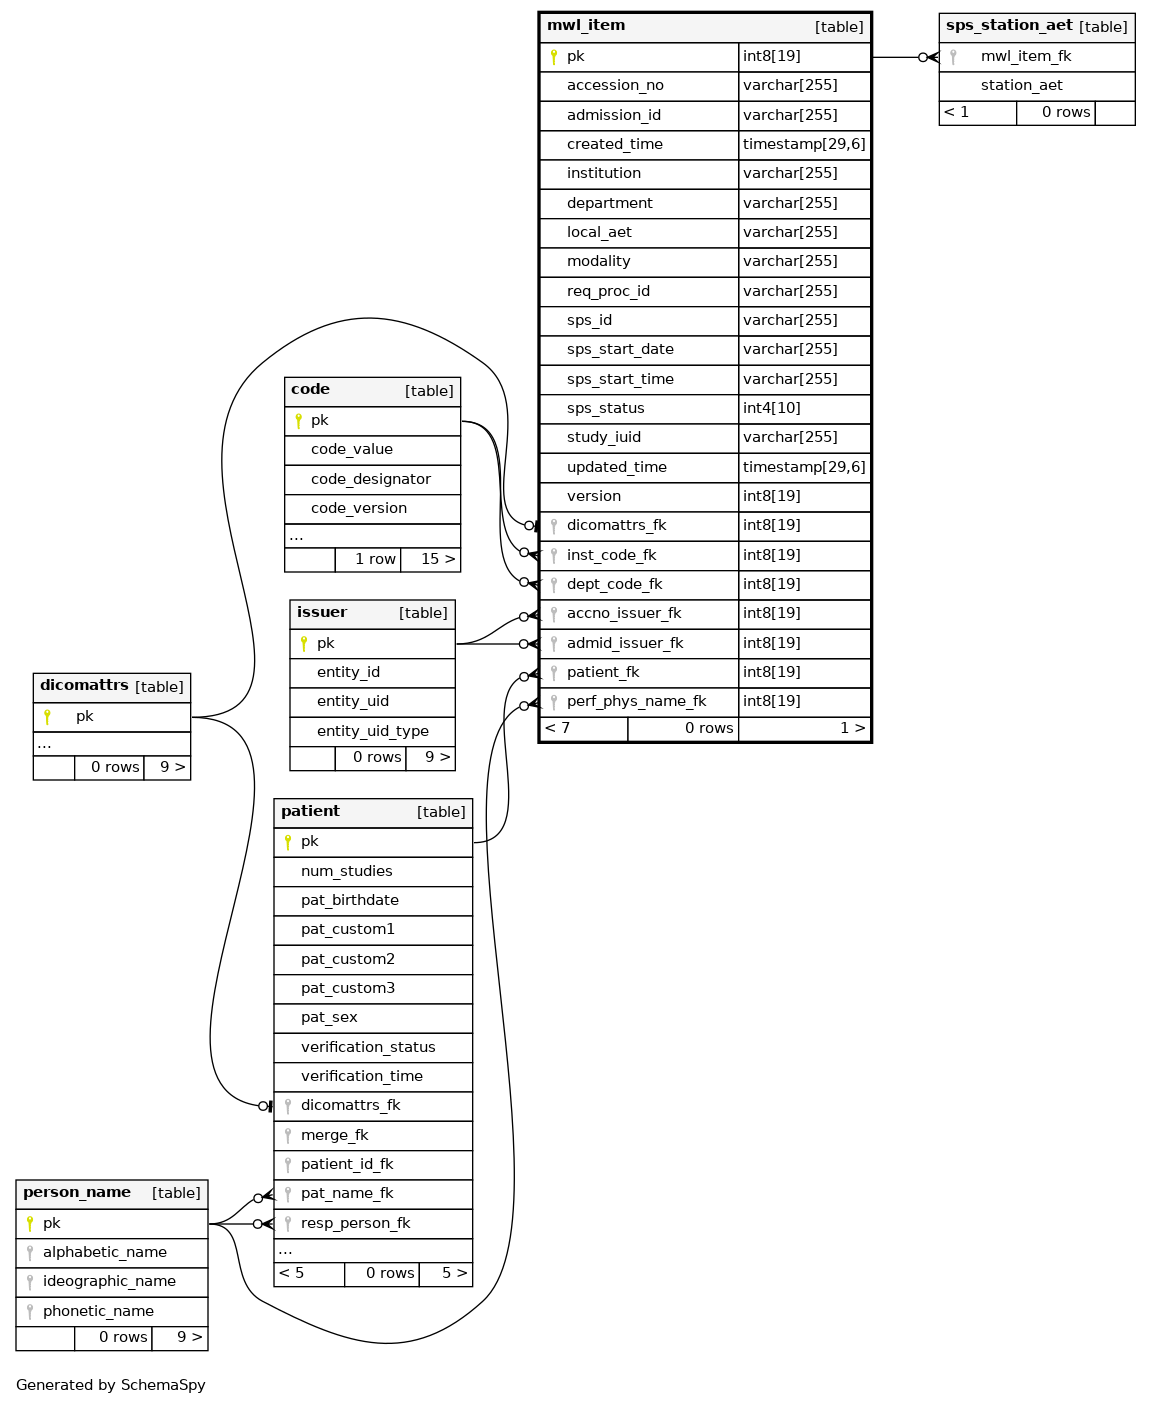 mwl_item [table]
pk int8[19]
accession_no varchar[255]
admission_id varchar[255]
created_time timestamp[29,6]
institution varchar[255]
department varchar[255]
local_aet varchar[255]
modality varchar[255]
req_proc_id varchar[255]
sps_id varchar[255]
sps_start_date varchar[255]
sps_start_time varchar[255]
sps_status int4[10]
study_iuid varchar[255]
updated_time timestamp[29,6]
version int8[19]
dicomattrs_fk int8[19]
inst_code_fk int8[19]
dept_code_fk int8[19]
accno_issuer_fk int8[19]
admid_issuer_fk int8[19]
patient_fk int8[19]
perf_phys_name_fk int8[19]
< 7 0 rows 1 >
sps_station_aet [table]
mwl_item_fk
station_aet
< 1 0 rows
code [table]
pk
code_value
code_designator
code_version
...
1 row 15 >
issuer [table]
pk
entity_id
entity_uid
entity_uid_type
0 rows 9 >
dicomattrs [table]
pk
...
0 rows 9 >
patient [table]
pk
num_studies
pat_birthdate
pat_custom1
pat_custom2
pat_custom3
pat_sex
verification_status
verification_time
dicomattrs_fk
merge_fk
patient_id_fk
pat_name_fk
resp_person_fk
...
< 5 0 rows 5 >
person_name [table]
pk
alphabetic_name
ideographic_name
phonetic_name
0 rows 9 >
Generated by SchemaSpy